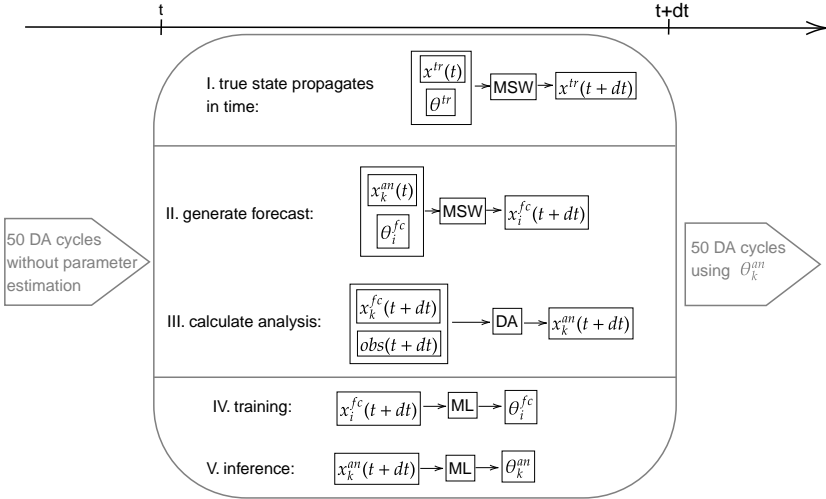 t
t+dt
I. true state propagates
in time:
x^{tr}(t)
θ^{tr}
MSW
x^{tr}(t + dt)
II. generate forecast:
x_k^{an}(t)
θ_i^{fc}
MSW
x_i^{fc}(t + dt)
50 DA cycles
without parameter
estimation
50 DA cycles
using θ_k^{an}
III. calculate analysis:
x_k^{fc}(t + dt)
obs(t + dt)
DA
x_k^{an}(t + dt)
IV. training:
x_i^{fc}(t + dt)
ML
θ_i^{fc}
V. inference:
x_k^{an}(t + dt)
ML
θ_k^{an}